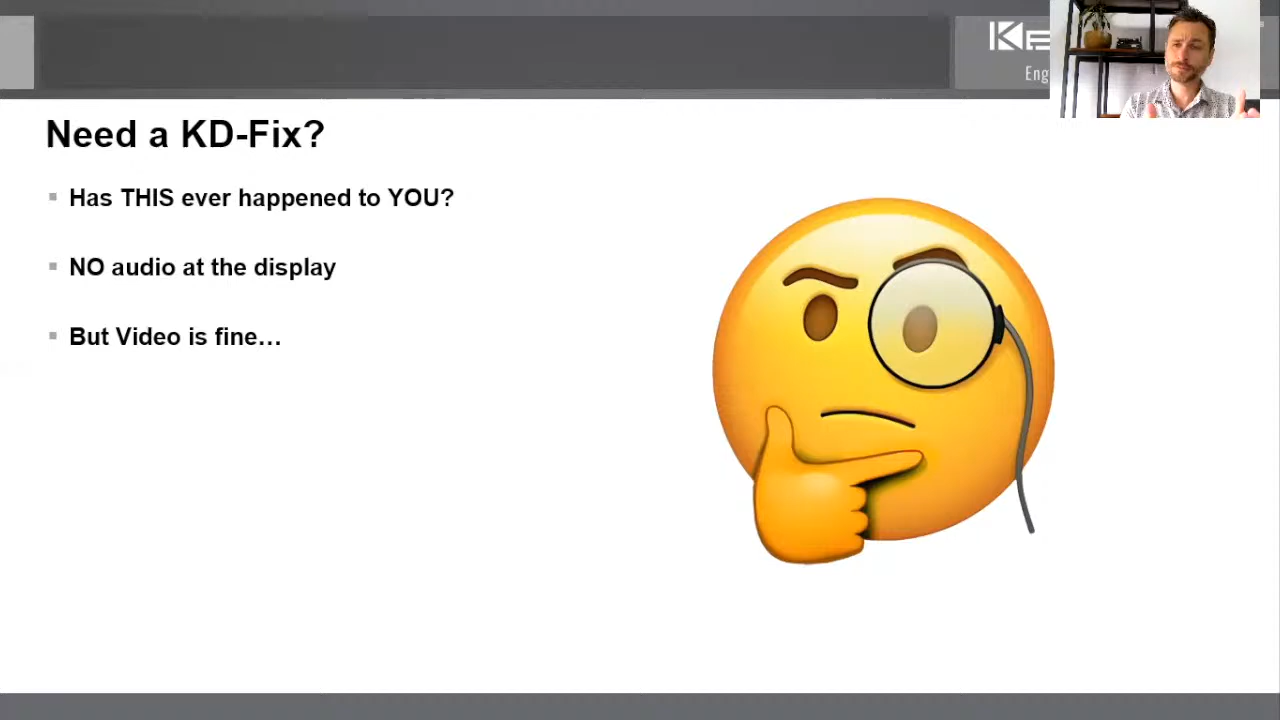 Need a KD-Fix?
Has THIS ever happened to YOU?
NO audio at the display
But Video is fine…